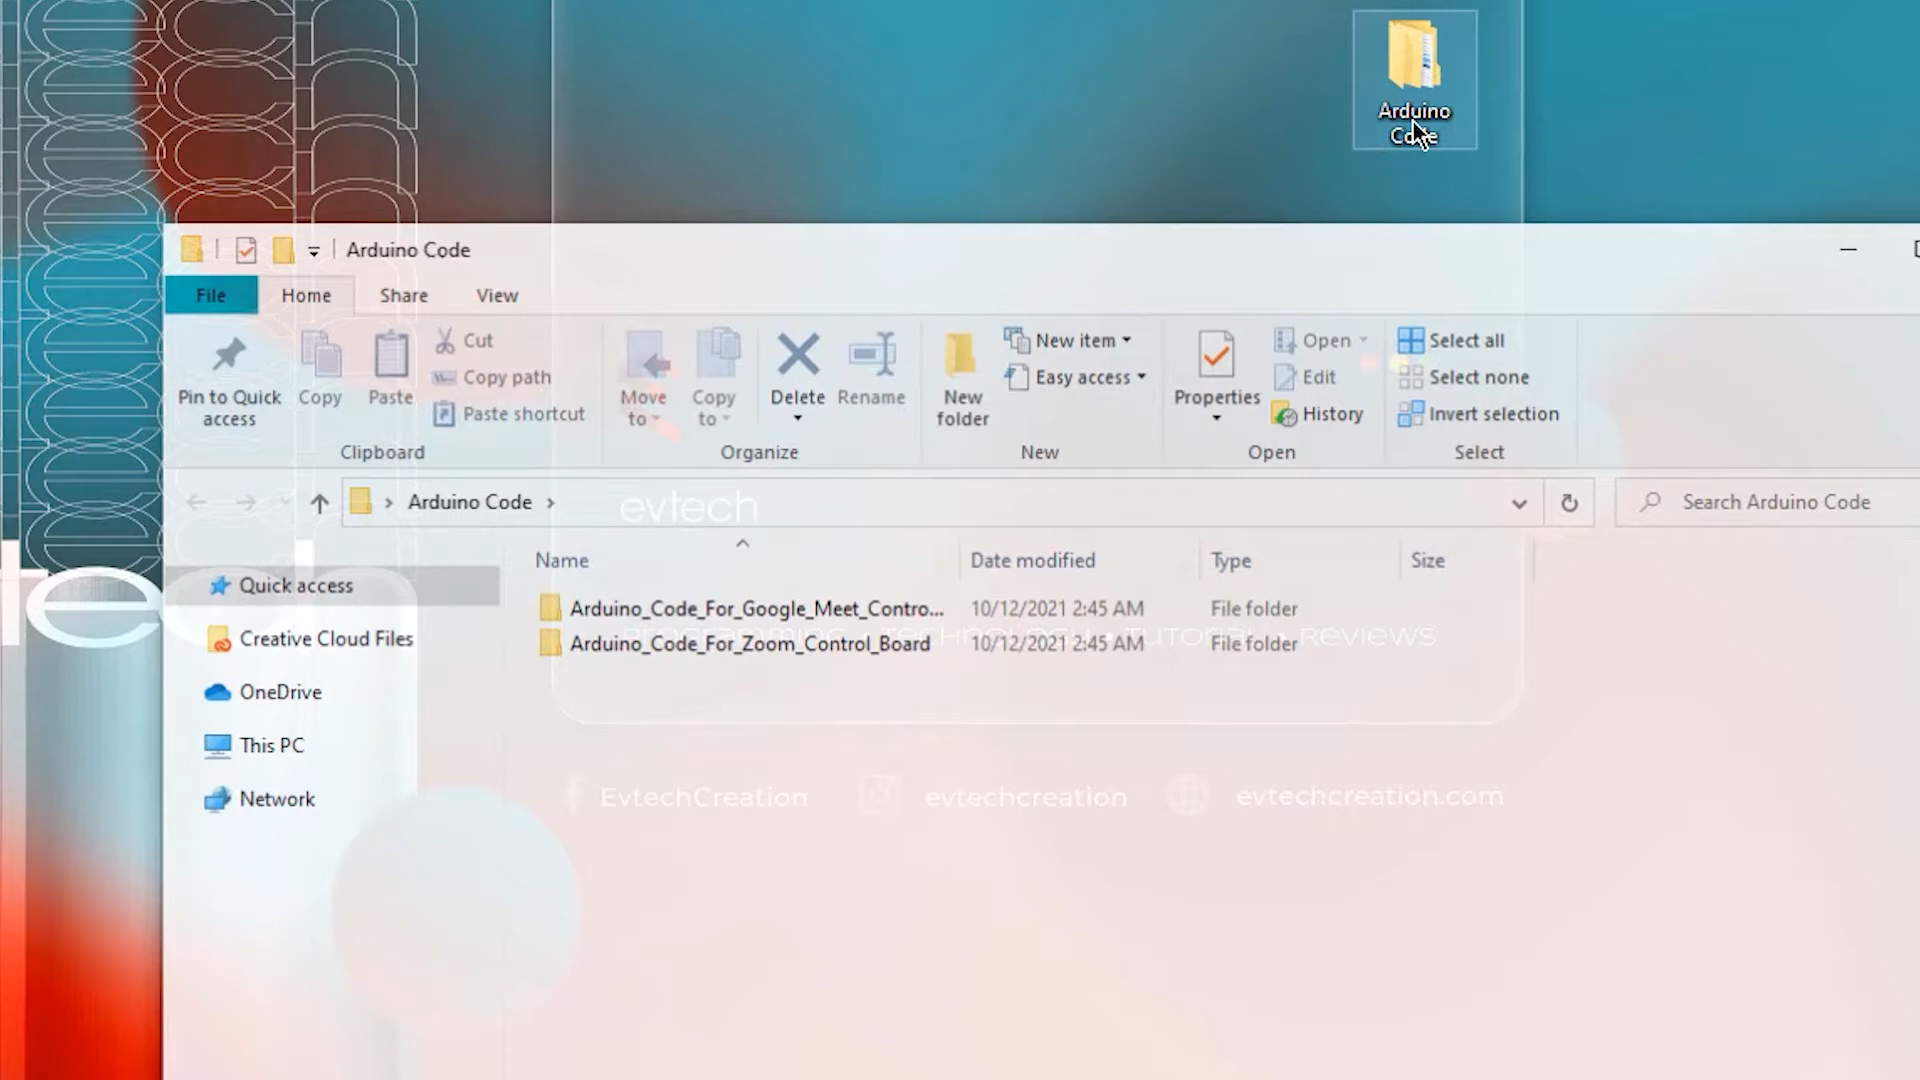 Arduino
Code
Arduino Code
File
Home
Share
View
Pin to Quick
access
Copy
Paste
Cut
Copy path
Paste shortcut
Clipboard
Move
to
Copy
to
Delete
Rename
Organize
New
folder
New item
Easy access
New
Properties
Open
Edit
History
Open
Select all
Select none
Invert selection
Select
Arduino Code
Search Arduino Code
evtech
Name
Date modified
Type
Size
Quick access
Creative Cloud Files
OneDrive
This PC
Network
Arduino_Code_For_Google_Meet_Contro...
10/12/2021 2:45 AM
File folder
Arduino_Code_For_Zoom_Control_Board
10/12/2021 2:45 AM
File folder
PROGRAMMING • TECHNOLOGY • TUTORIAL • REVIEWS
EvtechCreation
evtechcreation
evtechcreation.com